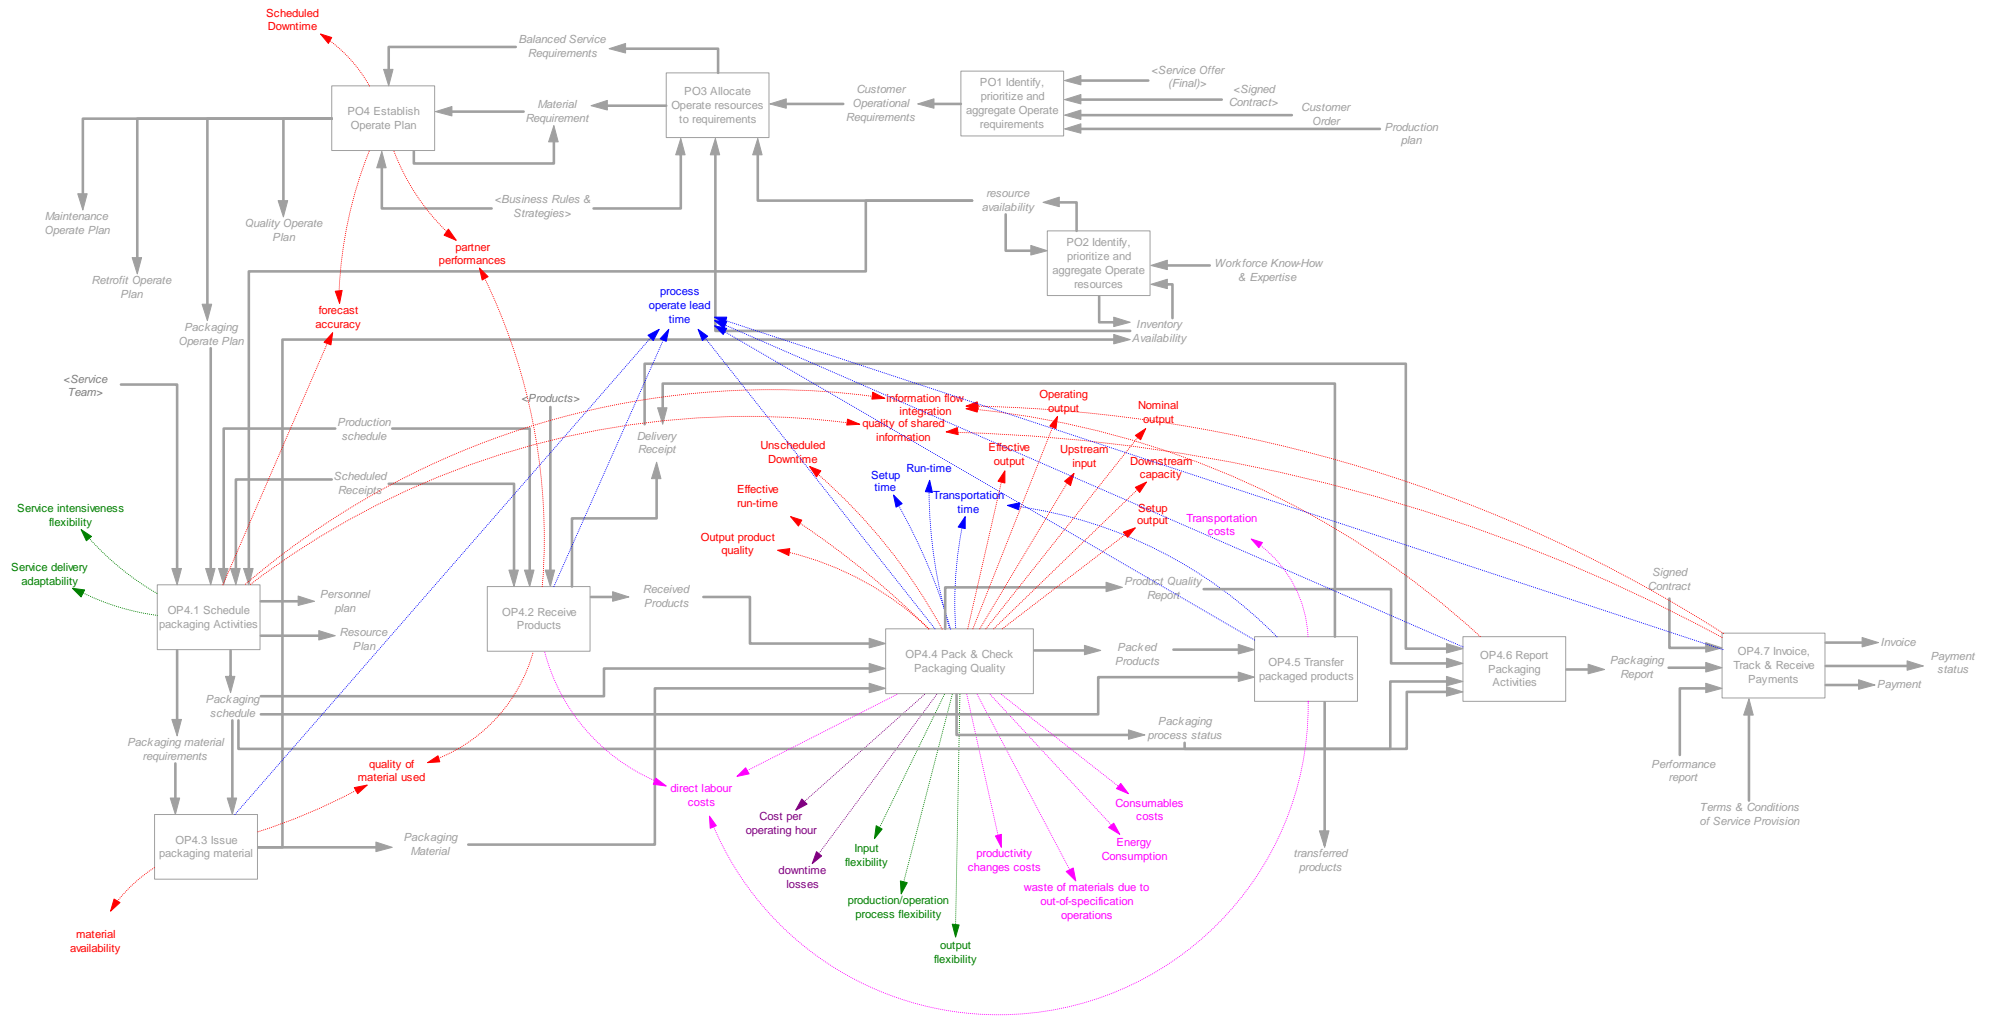 Scheduled
Downtime
Balanced Service
Requirements
PO4 Establish
Operate Plan
Material
Requirement
PO3 Allocate
Operate resources
to requirements
Customer
Operational
Requirements
PO1 Identify,
prioritize and
aggregate Operate
requirements
<Service Offer
(Final)>
<Signed
Contract>
Customer
Order
Production
plan
Maintenance
Operate Plan
Retrofit Operate
Plan
Quality Operate
Plan
<Business Rules &
Strategies>
resource
availability
partner
performances
PO2 Identify,
prioritize and
aggregate Operate
resources
Workforce Know-How
& Expertise
Packaging
Operate Plan
forecast
accuracy
process
operate lead
time
Inventory
Availability
<Service
Team>
Production
schedule
Scheduled
Receipts
<Products>
Delivery
Receipt
Information flow
integration
quality of shared
information
Operating
output
Nominal
output
Unscheduled
Downtime
Setup
time
Run-time
Effective
output
Upstream
input
Downstream
capacity
Effective
run-time
Transportation
time
Setup
output
Transportation
costs
Output product
quality
Service intensiveness
flexibility
Service delivery
adaptability
OP4.1 Schedule
packaging Activities
Personnel
plan
Resource
Plan
OP4.2 Receive
Products
Received
Products
Product Quality
Report
OP4.4 Pack & Check
Packaging Quality
Packed
Products
OP4.5 Transfer
packaged products
OP4.6 Report
Packaging
Activities
Packaging
Report
Signed
Contract
OP4.7 Invoice,
Track & Receive
Payments
Invoice
Payment
status
Payment
Packaging
schedule
Packaging
process status
Packaging material
requirements
quality of
material used
direct labour
costs
Performance
report
Terms & Conditions
of Service Provision
OP4.3 Issue
packaging material
Packaging
Material
Cost per
operating hour
downtime
losses
Input
flexibility
production/operation
process flexibility
output
flexibility
productivity
changes costs
waste of materials due to
out-of-specification
operations
Energy
Consumption
Consumables
costs
transferred
products
material
availability